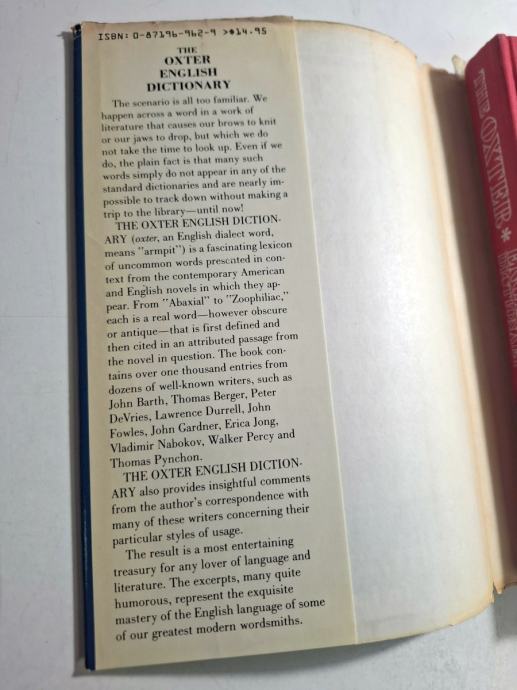 ISBN: 0-87196-962-9 >$14.95
THE
OXTER
ENGLISH
DICTIONARY
The scenario is all too familiar. We
happen across a word in a work of
literature that causes our brows to knit
or our jaws to drop, but which we do
not take the time to look up. Even if we
do, the plain fact is that many such
words simply do not appear in any of the
standard dictionaries and are nearly im-
possible to track down without making a
trip to the library—until now!
THE OXTER ENGLISH DICTION-
ARY (oxter, an English dialect word,
means "armpit") is a fascinating lexicon
of uncommon words presented in con-
text from the contemporary American
and English novels in which they ap-
pear. From "Abaxial" to "Zoophiliac,"
each is a real word—however obscure
or antique—that is first defined and
then cited in an attributed passage from
the novel in question. The book con-
tains over one thousand entries from
dozens of well-known writers, such as
John Barth, Thomas Berger, Peter
DeVries, Lawrence Durrell, John
Fowles, John Gardner, Erica Jong,
Vladimir Nabokov, Walker Percy and
Thomas Pynchon.
THE OXTER ENGLISH DICTION-
ARY also provides insightful comments
from the author's correspondence with
many of these writers concerning their
particular styles of usage.
The result is a most entertaining
treasury for any lover of language and
literature. The excerpts, many quite
humorous, represent the exquisite
mastery of the English language of some
of our greatest modern wordsmiths.
THE OXTER